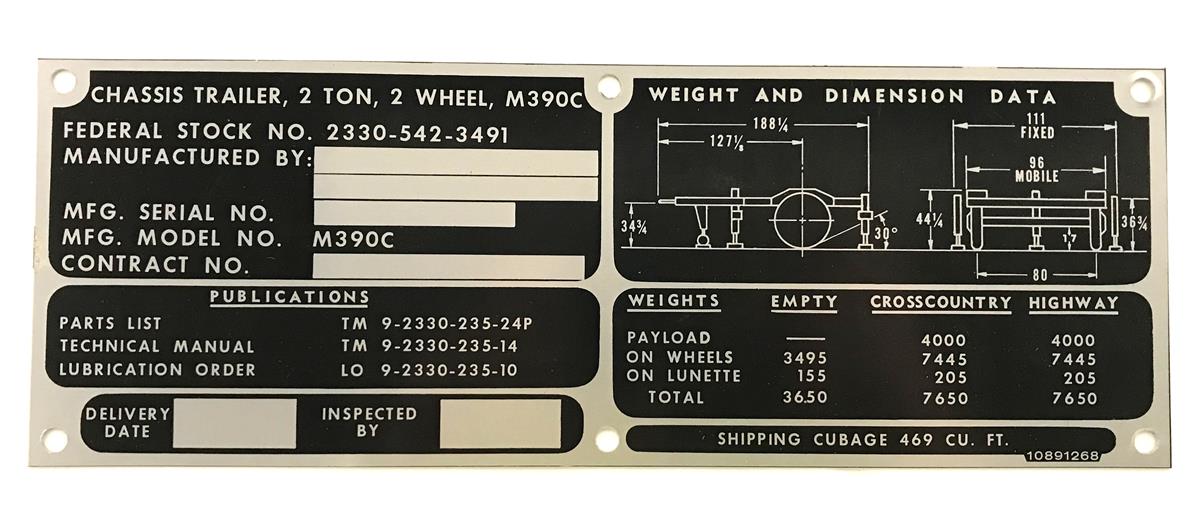 CHASSIS TRAILER, 2 TON, 2 WHEEL, M390C
FEDERAL STOCK NO. 2330-542-3491
MANUFACTURED BY:
MFG. SERIAL NO.
MFG. MODEL NO. M390C
CONTRACT NO.
PUBLICATIONS
PARTS LIST TM 9-2330-235-24P
TECHNICAL MANUAL TM 9-2330-235-14
LUBRICATION ORDER LO 9-2330-235-10
DELIVERY DATE
INSPECTED BY
WEIGHT AND DIMENSION DATA
188¼
127⅛
34¾
30°
111
FIXED
96
MOBILE
44¼
36¾
17
80
WEIGHTS EMPTY CROSSCOUNTRY HIGHWAY
PAYLOAD — 4000 4000
ON WHEELS 3495 7445 7445
ON LUNETTE 155 205 205
TOTAL 3650 7650 7650
SHIPPING CUBAGE 469 CU. FT.
10891268